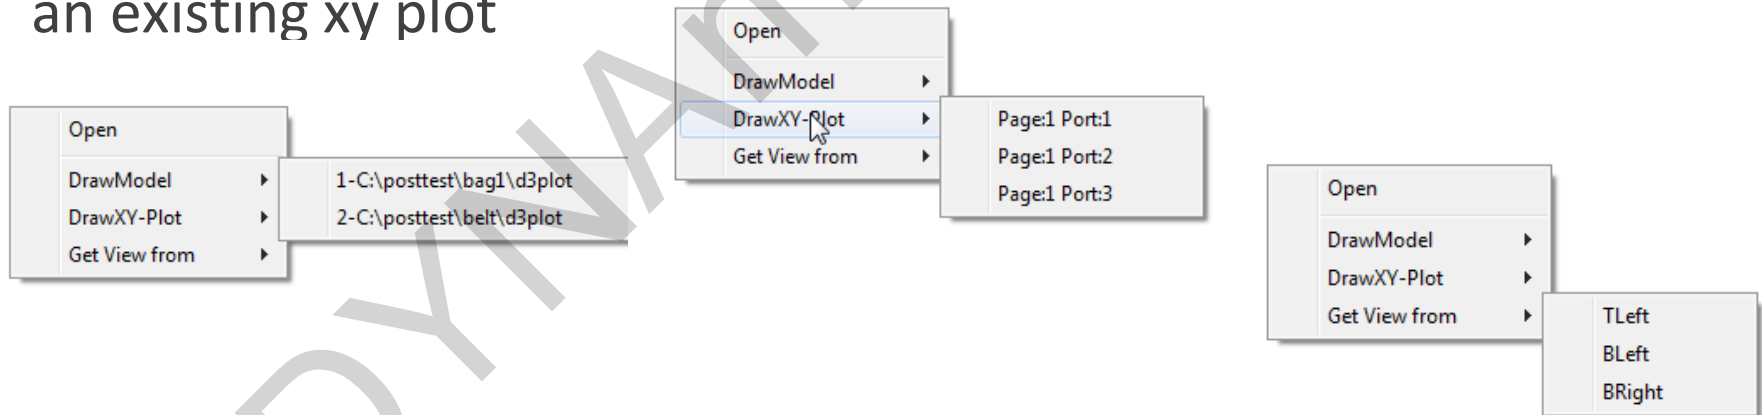 an existing xy plot
Open
DrawModel
DrawXY-Plot
Get View from
1-C:\posttest\bag1\d3plot
2-C:\posttest\belt\d3plot
Open
DrawModel
DrawXY-Plot
Get View from
Page:1 Port:1
Page:1 Port:2
Page:1 Port:3
Open
DrawModel
DrawXY-Plot
Get View from
TLeft
BLeft
BRight
DYNAm